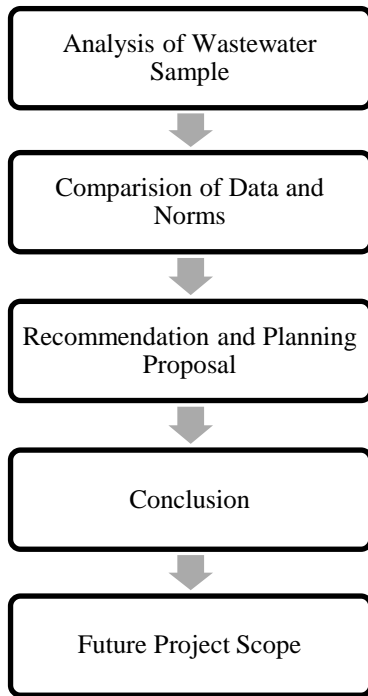 Analysis of Wastewater
Sample
Comparision of Data and
Norms
Recommendation and Planning
Proposal
Conclusion
Future Project Scope